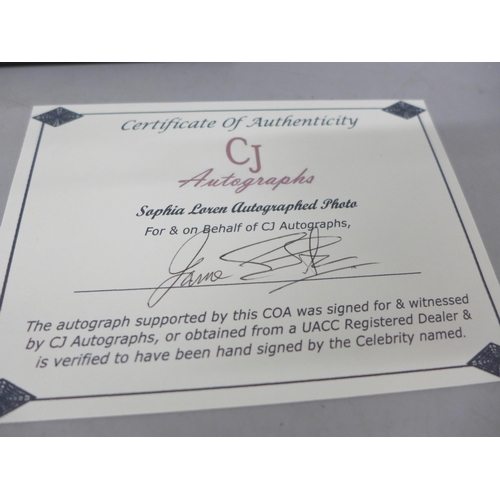 Certificate Of Authenticity
CJ
Autographs
Sophia Loren Autographed Photo
For & on Behalf of CJ Autographs,
The autograph supported by this COA was signed for & witnessed
by CJ Autographs, or obtained from a UACC Registered Dealer &
is verified to have been hand signed by the Celebrity named.